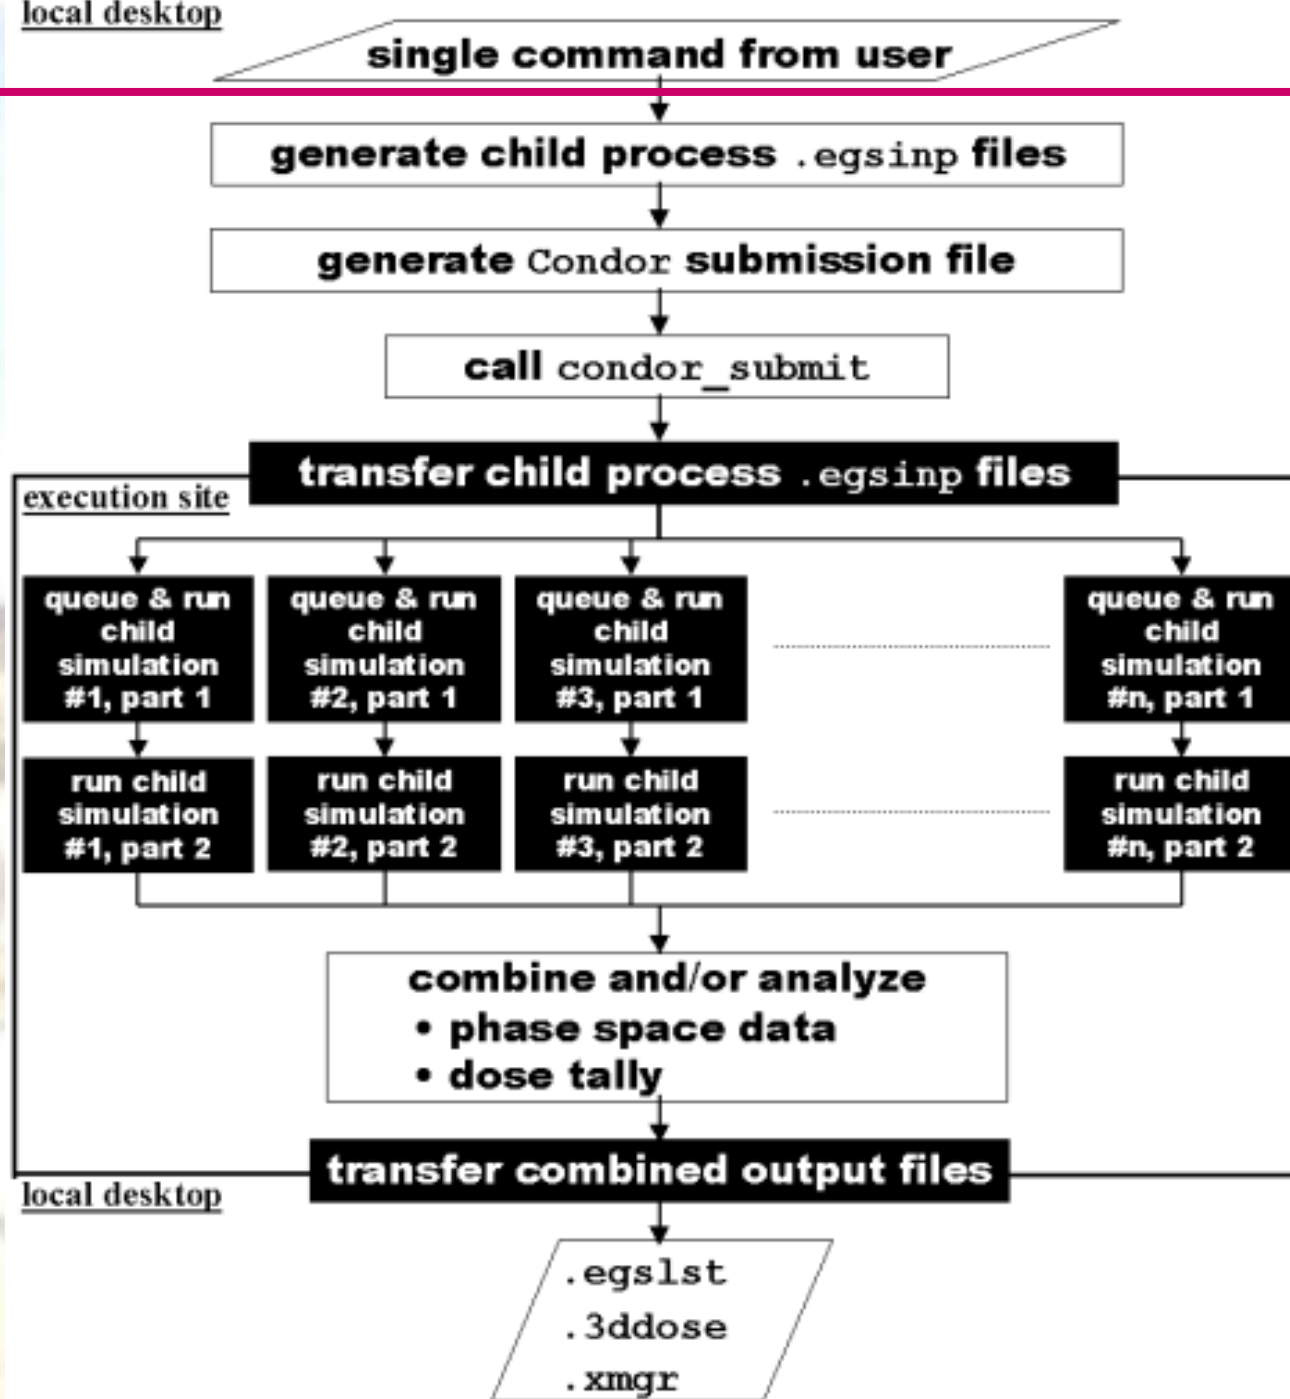 local desktop
single command from user
generate child process .egsinp files
generate Condor submission file
call condor_submit
transfer child process .egsinp files
execution site
queue & run
child
simulation
#1, part 1
queue & run
child
simulation
#2, part 1
queue & run
child
simulation
#3, part 1
queue & run
child
simulation
#n, part 1
run child
simulation
#1, part 2
run child
simulation
#2, part 2
run child
simulation
#3, part 2
run child
simulation
#n, part 2
combine and/or analyze
• phase space data
• dose tally
transfer combined output files
local desktop
.egslst
.3ddose
.xmgr